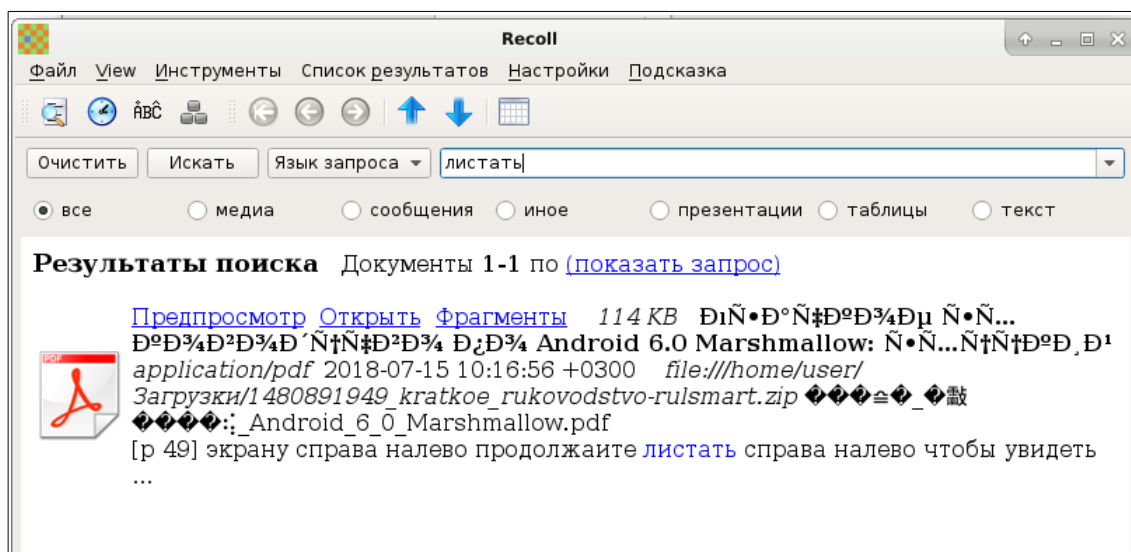 Recoll
Файл View Инструменты Список результатов Настройки Подсказка
ÀBĈ
Очистить Искать Язык запроса листать
все медиа сообщения иное презентации таблицы текст
Результаты поиска Документы 1-1 по (показать запрос)
Предпросмотр Открыть Фрагменты 114 KB
Android 6.0 Marshmallow:
application/pdf 2018-07-15 10:16:56 +0300 file:///home/user/
Загрузки/1480891949_kratkoe_rukovodstvo-rulsmart.zip
PDF
_Android_6_0_Marshmallow.pdf
[p 49] экрану справа налево продолжаите листать справа налево чтобы увидеть
...